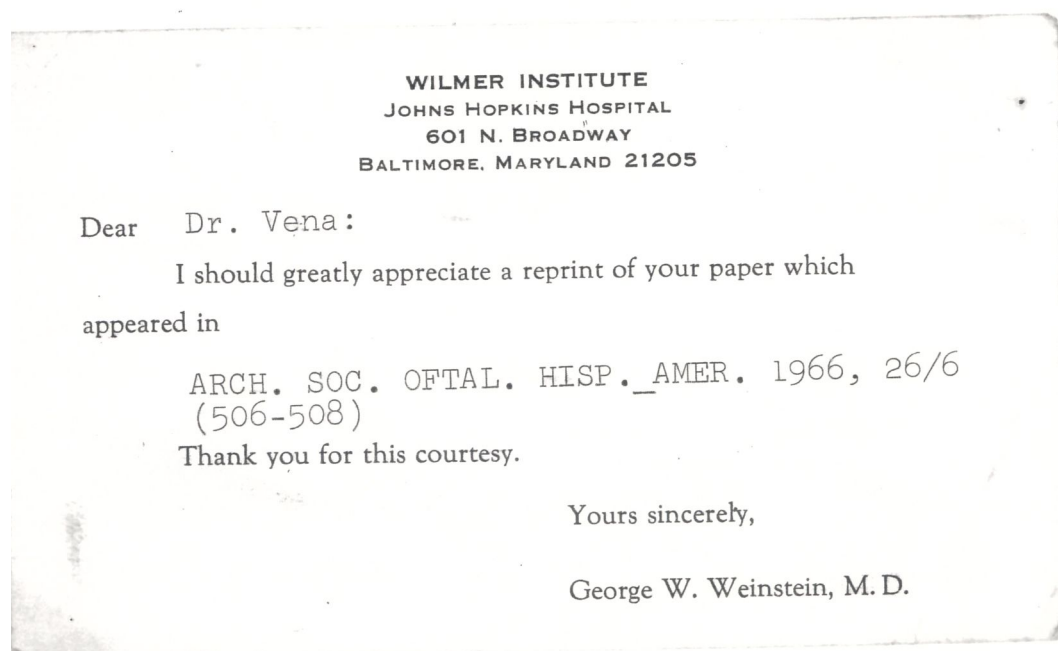 WILMER INSTITUTE
JOHNS HOPKINS HOSPITAL
601 N. BROADWAY
BALTIMORE, MARYLAND 21205
Dear Dr. Vena:
I should greatly appreciate a reprint of your paper which
appeared in
ARCH. SOC. OFTAL. HISP._AMER. 1966, 26/6
(506-508)
Thank you for this courtesy.
Yours sincerely,
George W. Weinstein, M.D.